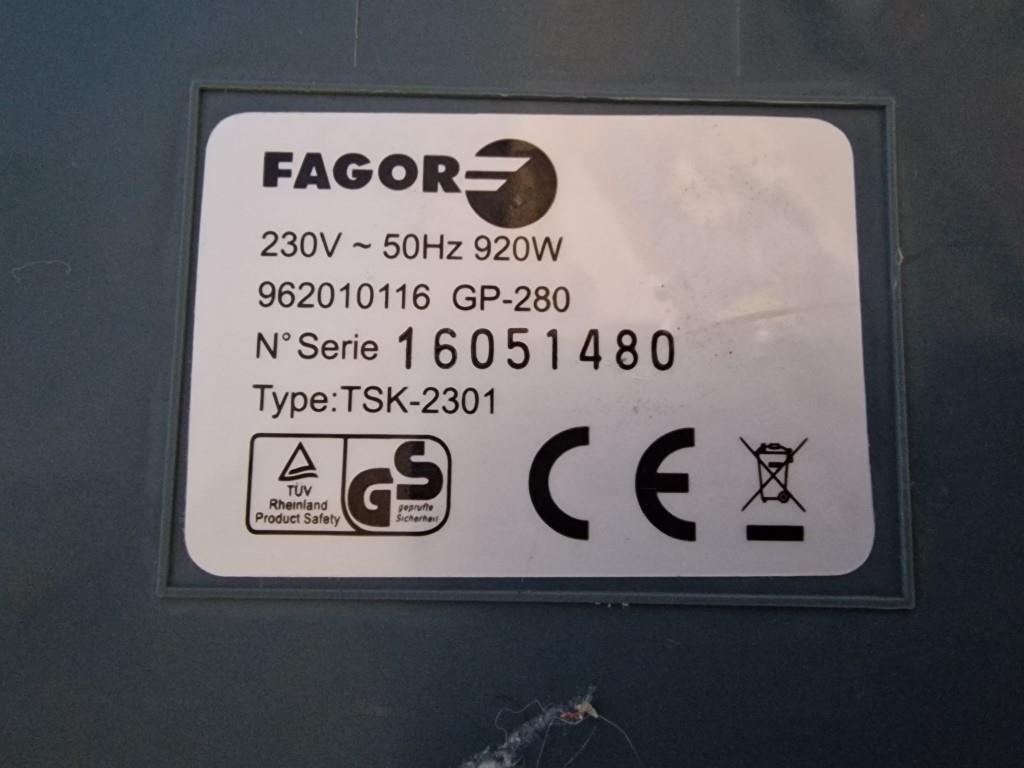 FAGOR
230V ~ 50Hz 920W
962010116 GP-280
N° Serie 16051480
Type:TSK-2301
TÜV
Rheinland
Product Safety
GS
geprüfte
Sicherheit
CE